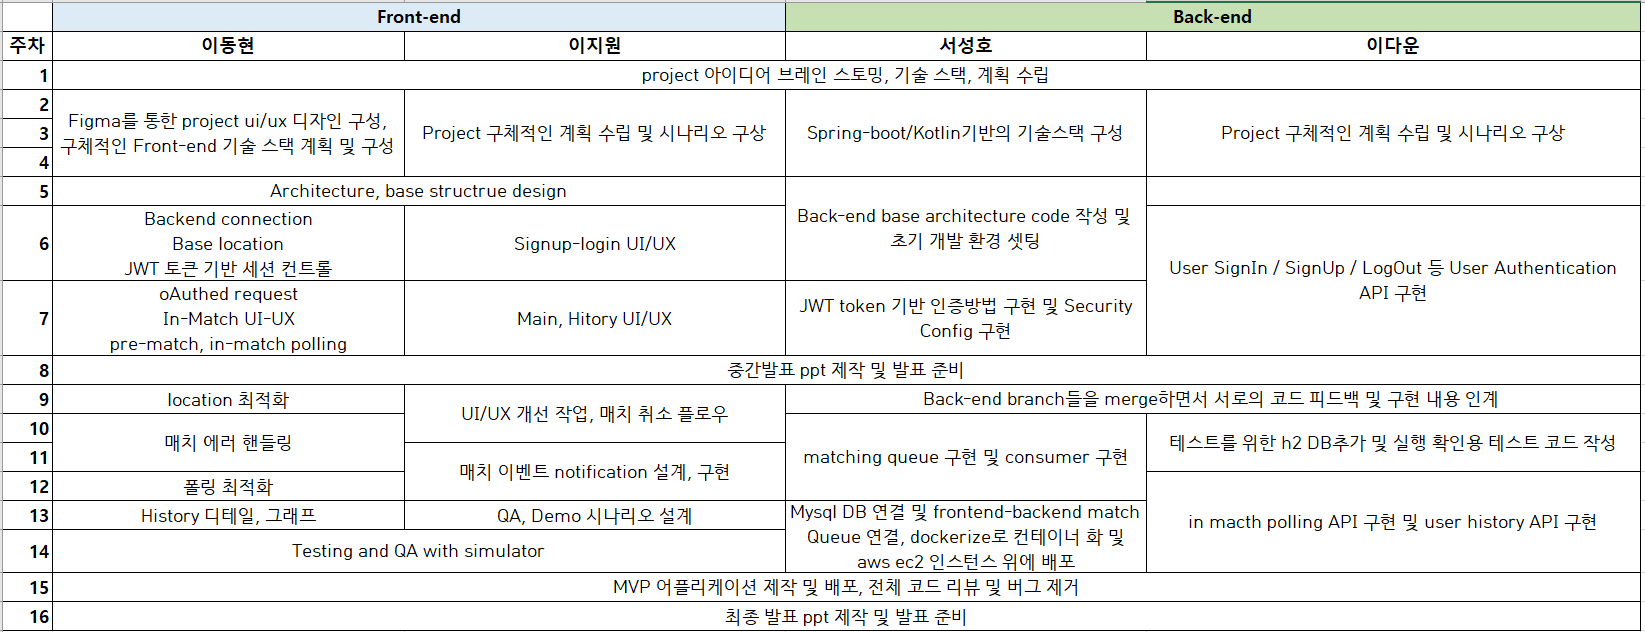 Front-end
Back-end
주차
이동현
이지원
서성호
이다운
1
project 아이디어 브레인 스토밍, 기술 스택, 계획 수립
2
3
4
Figma를 통한 project ui/ux 디자인 구성,
구체적인 Front-end 기술 스택 계획 및 구성
Project 구체적인 계획 수립 및 시나리오 구상
Spring-boot/Kotlin기반의 기술스택 구성
Project 구체적인 계획 수립 및 시나리오 구상
5
Architecture, base structrue design
Back-end base architecture code 작성 및
초기 개발 환경 셋팅
6
Backend connection
Base location
JWT 토큰 기반 세션 컨트롤
Signup-login UI/UX
User SignIn / SignUp / LogOut 등 User Authentication
API 구현
7
oAuthed request
In-Match UI-UX
pre-match, in-match polling
Main, Hitory UI/UX
JWT token 기반 인증방법 구현 및 Security
Config 구현
8
중간발표 ppt 제작 및 발표 준비
9
location 최적화
UI/UX 개선 작업, 매치 취소 플로우
Back-end branch들을 merge하면서 서로의 코드 피드백 및 구현 내용 인계
10
11
매치 에러 핸들링
매치 이벤트 notification 설계, 구현
matching queue 구현 및 consumer 구현
테스트를 위한 h2 DB추가 및 실행 확인용 테스트 코드 작성
12
폴링 최적화
in macth polling API 구현 및 user history API 구현
13
History 디테일, 그래프
QA, Demo 시나리오 설계
Mysql DB 연결 및 frontend-backend match
Queue 연결, dockerize로 컨테이너 화 및
aws ec2 인스턴스 위에 배포
14
Testing and QA with simulator
15
MVP 어플리케이션 제작 및 배포, 전체 코드 리뷰 및 버그 제거
16
최종 발표 ppt 제작 및 발표 준비